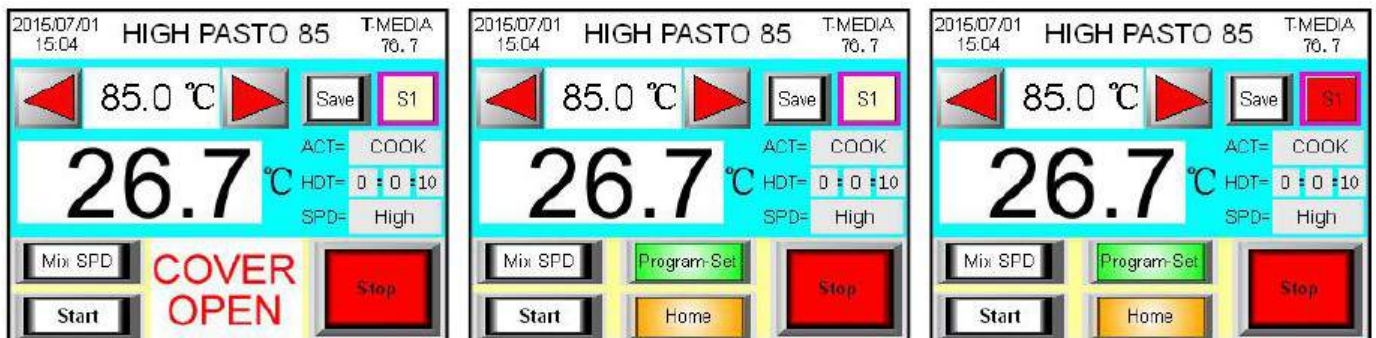 2015/07/01
15:04
HIGH PASTO 85
T-MEDIA
76.7
85.0 ℃
Save
S1
26.7 ℃
ACT= COOK
HDT= 0 : 0 :10
SPD= High
Mix SPD
COVER
OPEN
Stop
Start
2015/07/01
15:04
HIGH PASTO 85
T-MEDIA
76.7
85.0 ℃
Save
S1
26.7 ℃
ACT= COOK
HDT= 0 : 0 :10
SPD= High
Mix SPD
Program-Set
Stop
Start
Home
2015/07/01
15:04
HIGH PASTO 85
T-MEDIA
76.7
85.0 ℃
Save
S1
26.7 ℃
ACT= COOK
HDT= 0 : 0 :10
SPD= High
Mix SPD
Program-Set
Stop
Start
Home